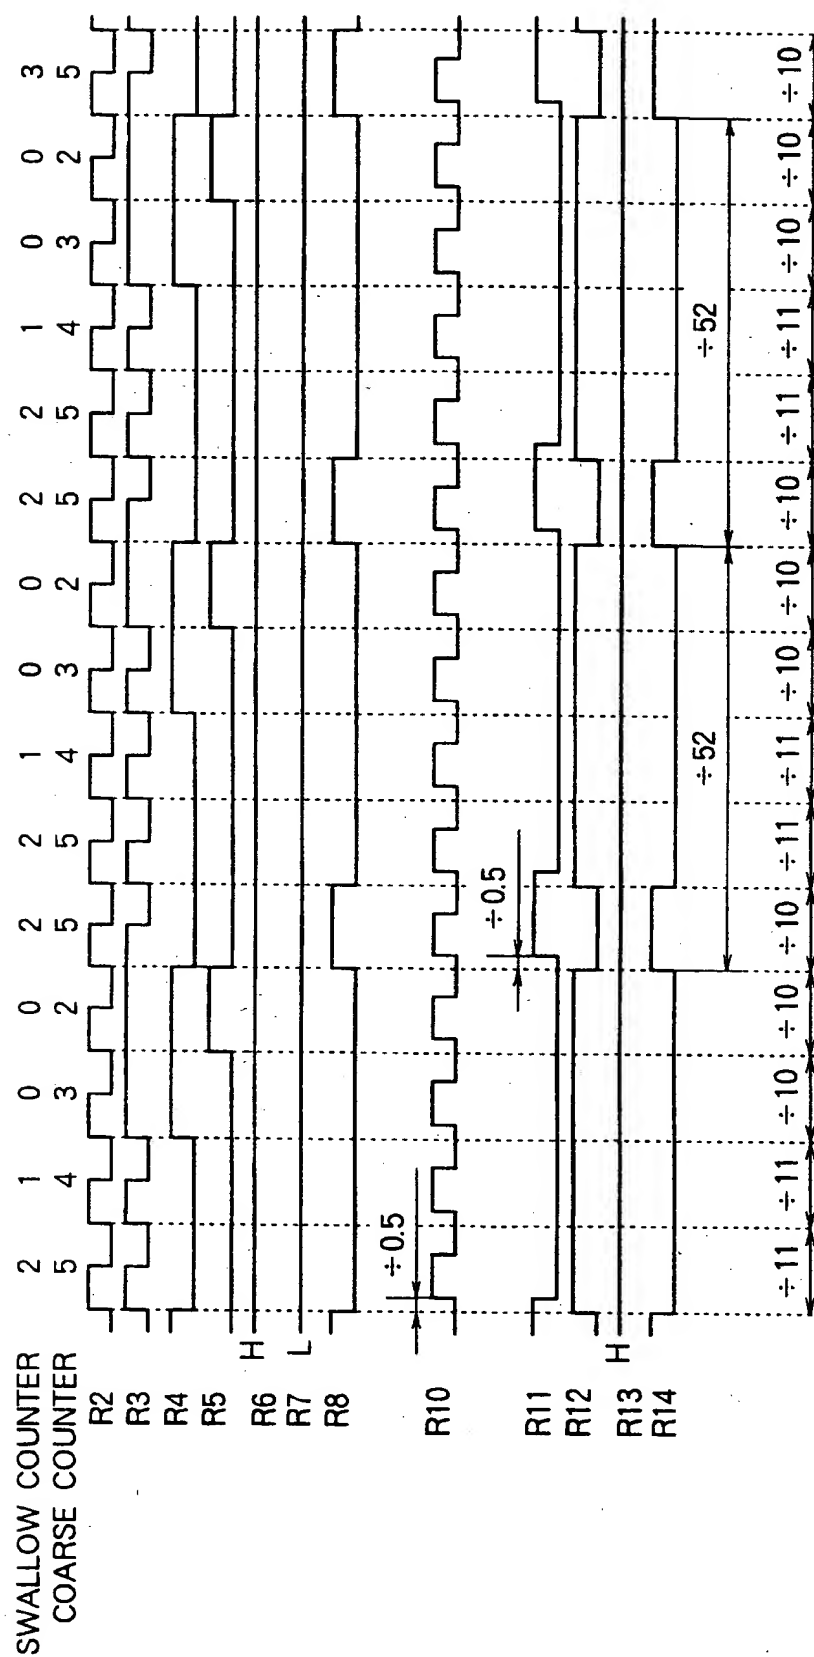 SWALLOW COUNTER 2 1 0 0 2 2 1 0 0 2 2 1 0 0 3
COARSE COUNTER 5 4 3 2 5 5 4 3 2 5 5 4 3 2 5
R2
R3
R4
R5
R6 H
R7 L
R8
÷0.5
R10
÷0.5
R11
R12
R13 H
R14
÷52 ÷52
÷11 ÷11 ÷10 ÷10 ÷10 ÷11 ÷11 ÷10 ÷10 ÷10 ÷11 ÷11 ÷10 ÷10 ÷10